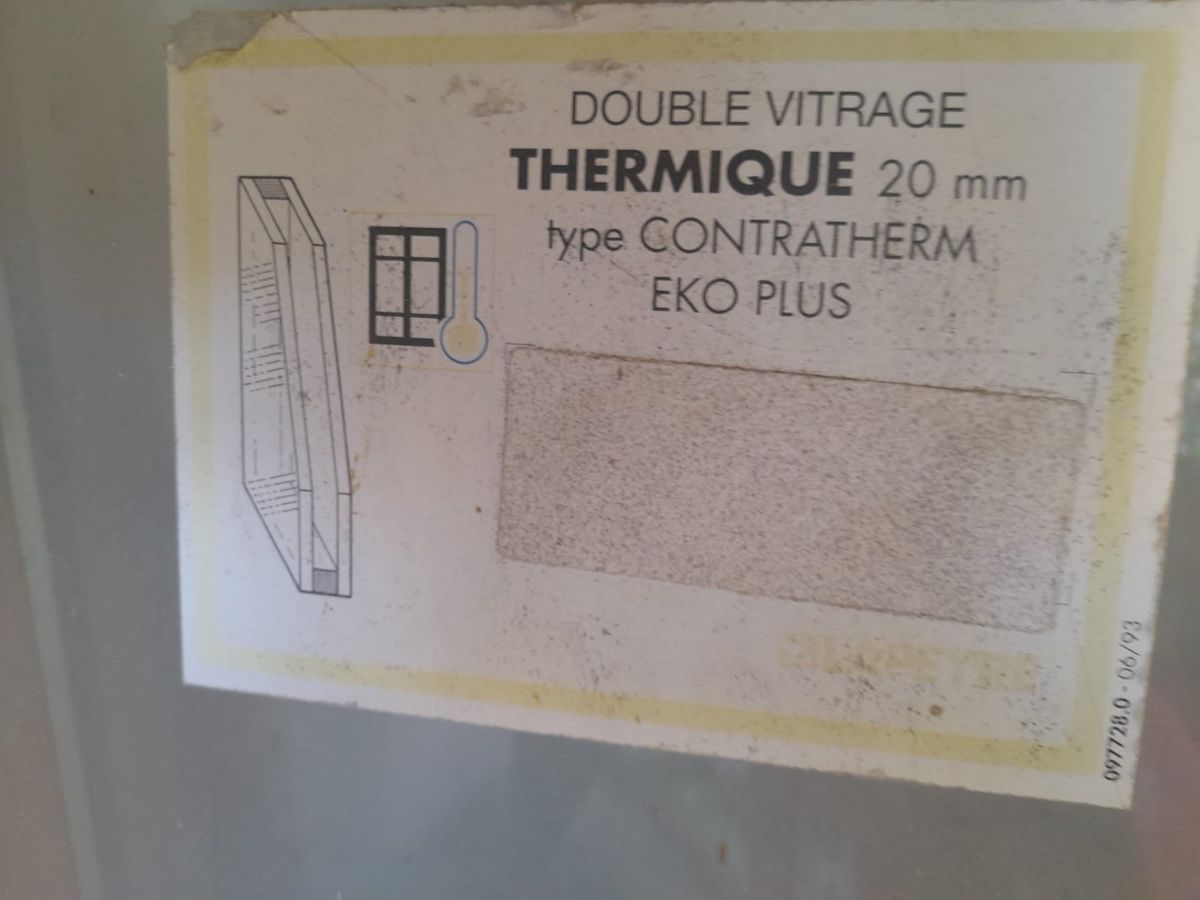 DOUBLE VITRAGE
THERMIQUE 20 mm
type CONTRATHERM
EKO PLUS
097728.0 - 06/93